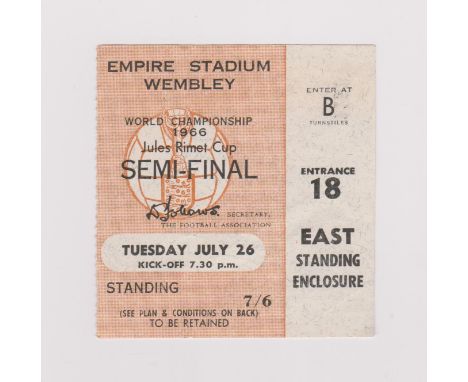 EMPIRE STADIUM
WEMBLEY
WORLD CHAMPIONSHIP
1966
Jules Rimet Cup
SEMI-FINAL
SECRETARY,
THE FOOTBALL ASSOCIATION
TUESDAY JULY 26
KICK-OFF 7.30 p.m.
STANDING
7/6
(SEE PLAN & CONDITIONS ON BACK)
TO BE RETAINED
ENTER AT
B
TURNSTILES
ENTRANCE
18
EAST
STANDING
ENCLOSURE